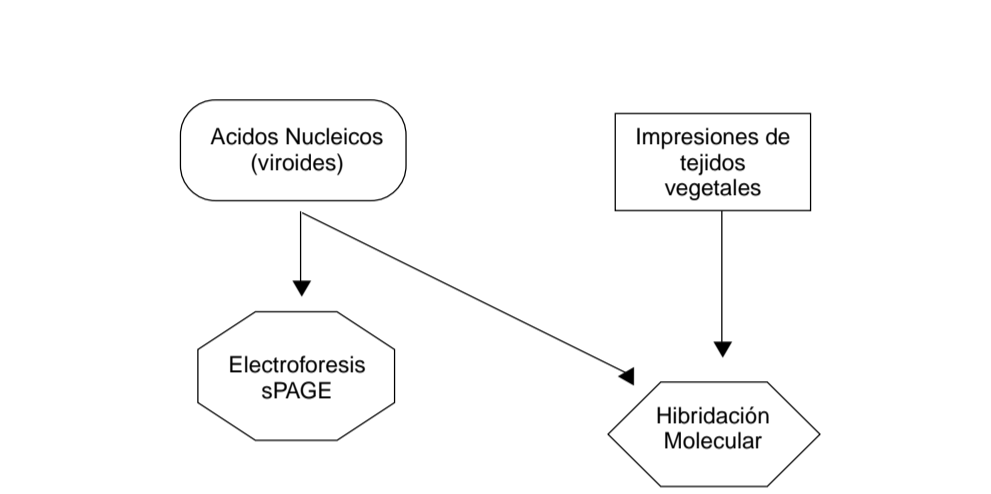 Acidos Nucleicos
(viroides)
Impresiones de
tejidos
vegetales
Electroforesis
sPAGE
Hibridación
Molecular